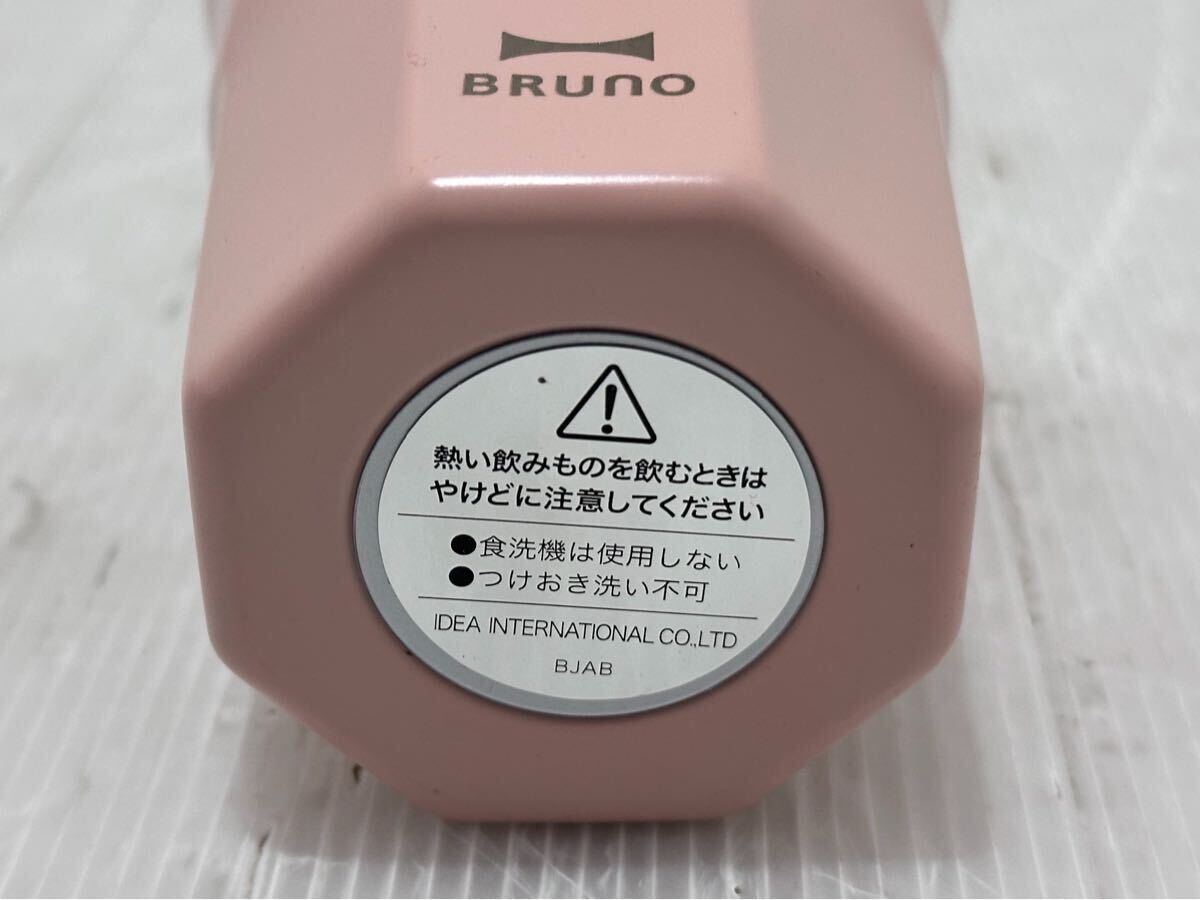 BRUNO
熱い飲みものを飲むときは
やけどに注意してください
●食洗機は使用しない
●つけおき洗い不可
IDEA INTERNATIONAL CO.,LTD
BJAB